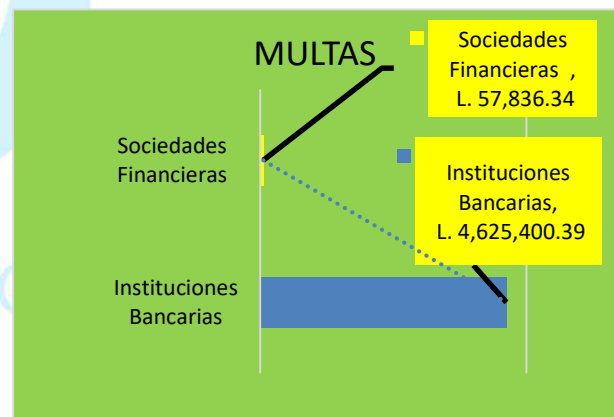 MULTAS
Sociedades
Financieras ,
L. 57,836.34
Sociedades
Financieras
Instituciones
Bancarias,
L. 4,625,400.39
Instituciones
Bancarias